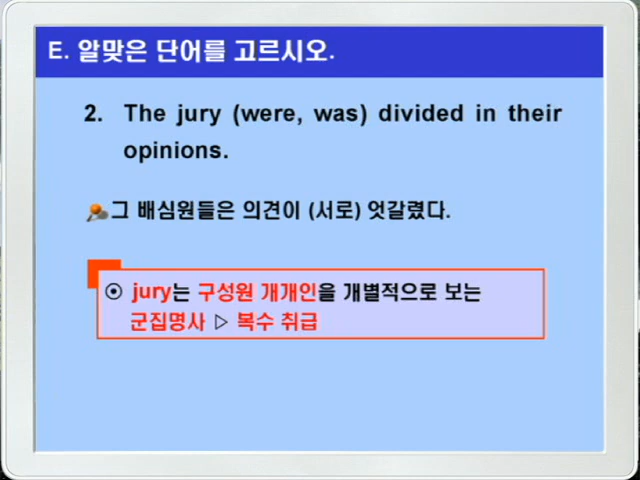 E. 알맞은 단어를 고르시오.
2. The jury (were, was) divided in their
opinions.
그 배심원들은 의견이 (서로) 엇갈렸다.
⊙ jury는 구성원 개개인을 개별적으로 보는
군집명사 ▷ 복수 취급